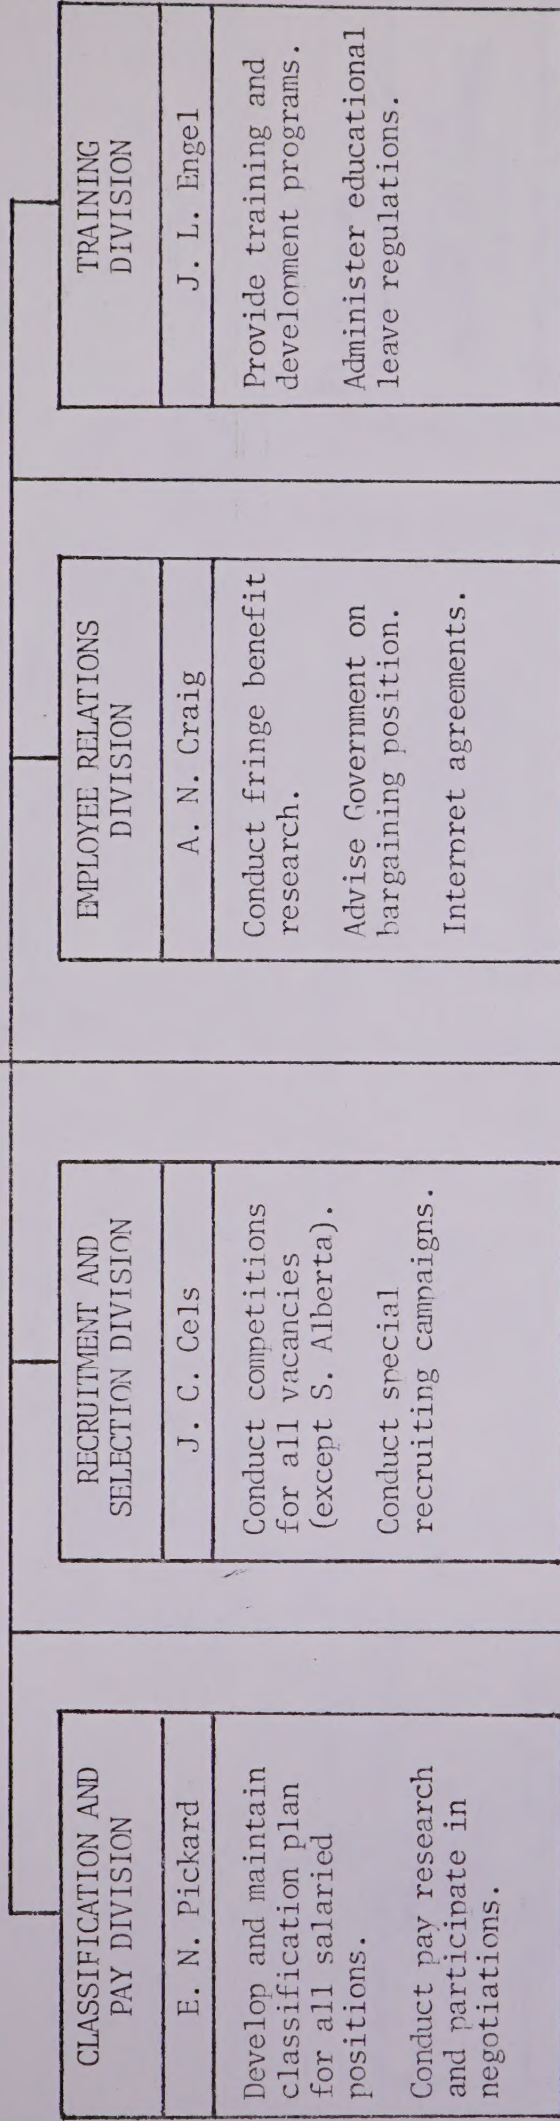 CLASSIFICATION AND
PAY DIVISION
E. N. Pickard
Develop and maintain
classification plan
for all salaried
positions.
Conduct pay research
and participate in
negotiations.
RECRUITMENT AND
SELECTION DIVISION
J. C. Cels
Conduct competitions
for all vacancies
(except S. Alberta).
Conduct special
recruiting campaigns.
EMPLOYEE RELATIONS
DIVISION
A. N. Craig
Conduct fringe benefit
research.
Advise Government on
bargaining position.
Interpret agreements.
TRAINING
DIVISION
J. L. Engel
Provide training and
development programs.
Administer educational
leave regulations.